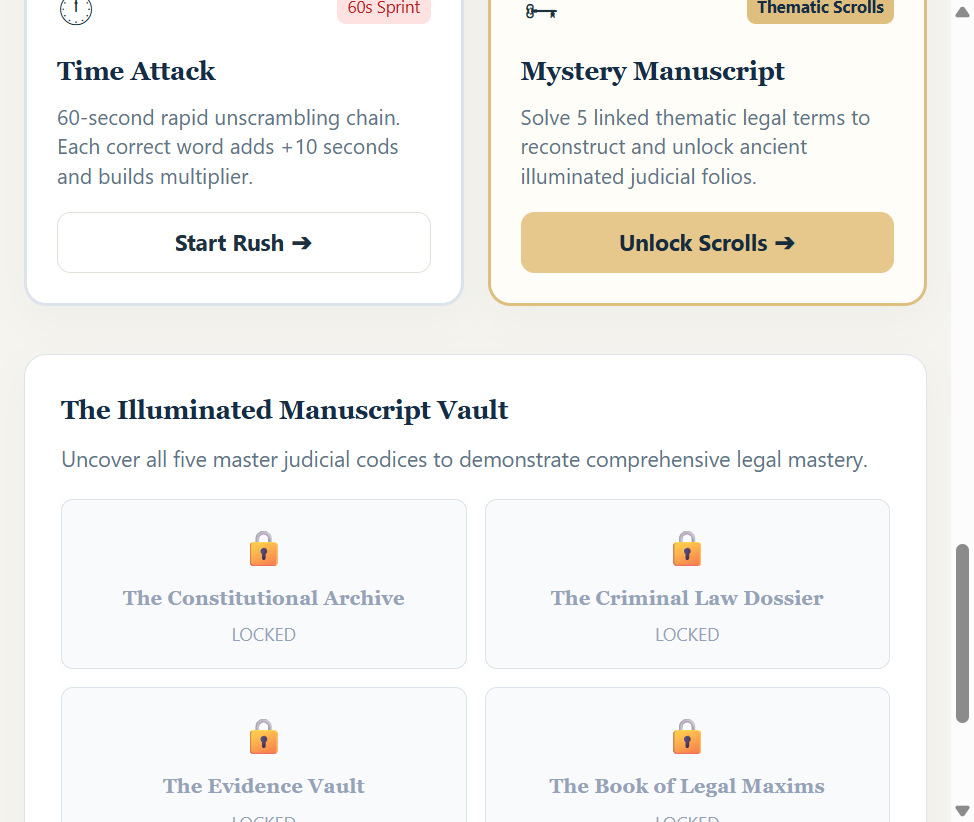 60s Sprint
Time Attack
60-second rapid unscrambling chain.
Each correct word adds +10 seconds
and builds multiplier.
Start Rush ➔
Thematic Scrolls
Mystery Manuscript
Solve 5 linked thematic legal terms to
reconstruct and unlock ancient
illuminated judicial folios.
Unlock Scrolls ➔
The Illuminated Manuscript Vault
Uncover all five master judicial codices to demonstrate comprehensive legal mastery.
The Constitutional Archive
LOCKED
The Criminal Law Dossier
LOCKED
The Evidence Vault
LOCKED
The Book of Legal Maxims
LOCKED